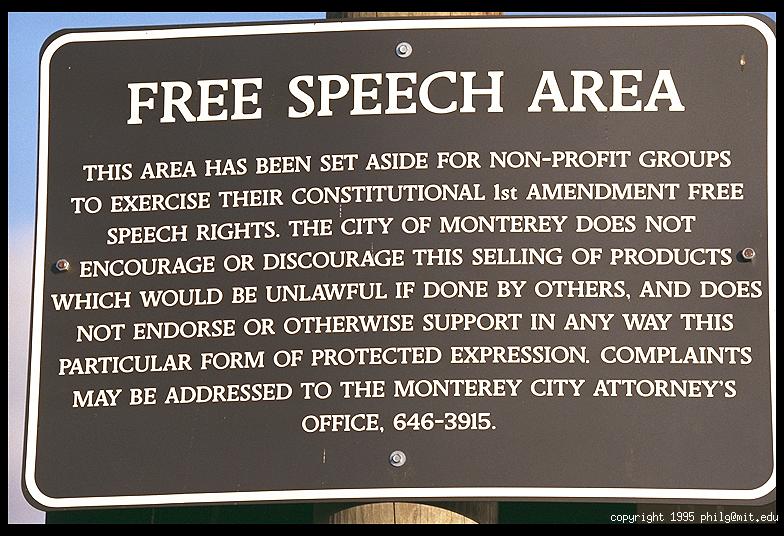 FREE SPEECH AREA
THIS AREA HAS BEEN SET ASIDE FOR NON-PROFIT GROUPS
TO EXERCISE THEIR CONSTITUTIONAL 1st AMENDMENT FREE
SPEECH RIGHTS. THE CITY OF MONTEREY DOES NOT
ENCOURAGE OR DISCOURAGE THIS SELLING OF PRODUCTS
WHICH WOULD BE UNLAWFUL IF DONE BY OTHERS, AND DOES
NOT ENDORSE OR OTHERWISE SUPPORT IN ANY WAY THIS
PARTICULAR FORM OF PROTECTED EXPRESSION. COMPLAINTS
MAY BE ADDRESSED TO THE MONTEREY CITY ATTORNEY'S
OFFICE, 646-3915.
copyright 1995 philg@mit.edu